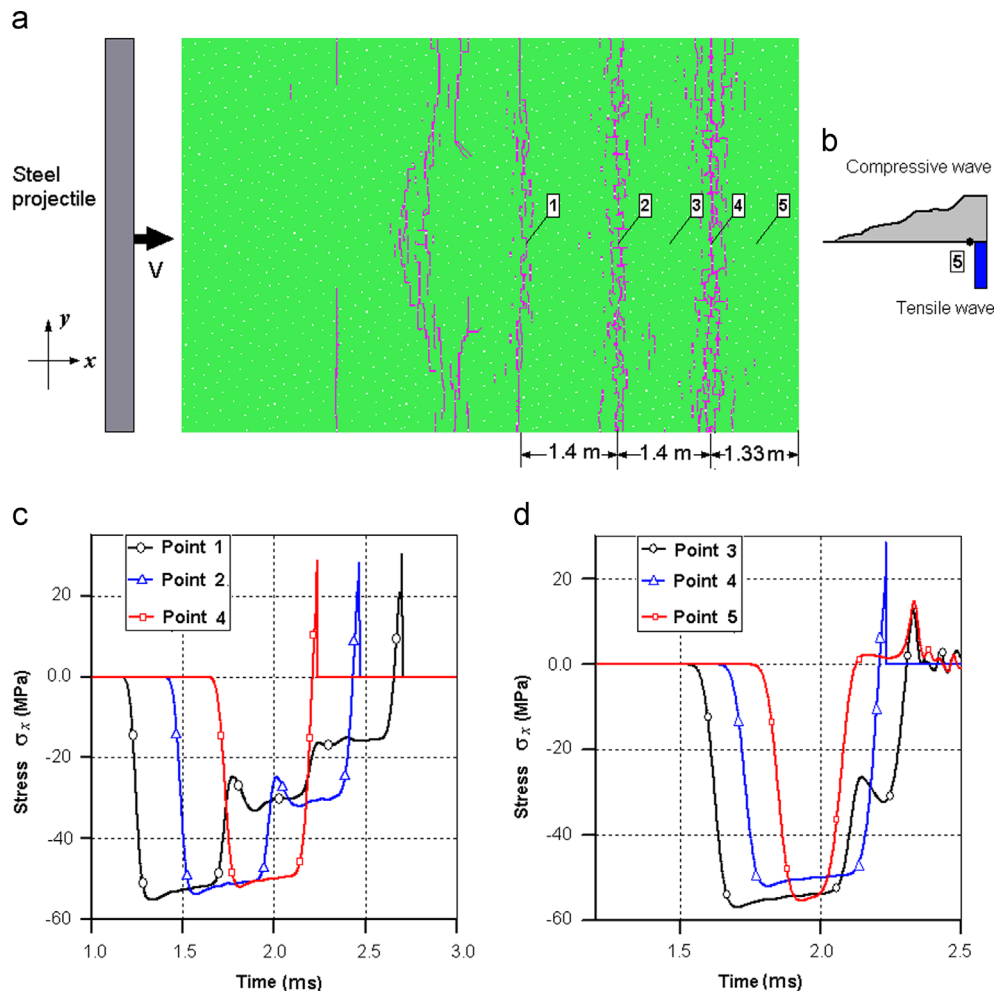 a
Steel
projectile
V
y
x
1
2
3
4
5
1.4 m
1.4 m
1.33 m
b
Compressive wave
5
Tensile wave
c
Point 1
Point 2
Point 4
Stress σx (MPa)
20
0.0
-20
-40
-60
1.0
1.5
2.0
2.5
3.0
Time (ms)
d
Point 3
Point 4
Point 5
Stress σx (MPa)
20
0.0
-20
-40
-60
1.5
2.0
2.5
Time (ms)